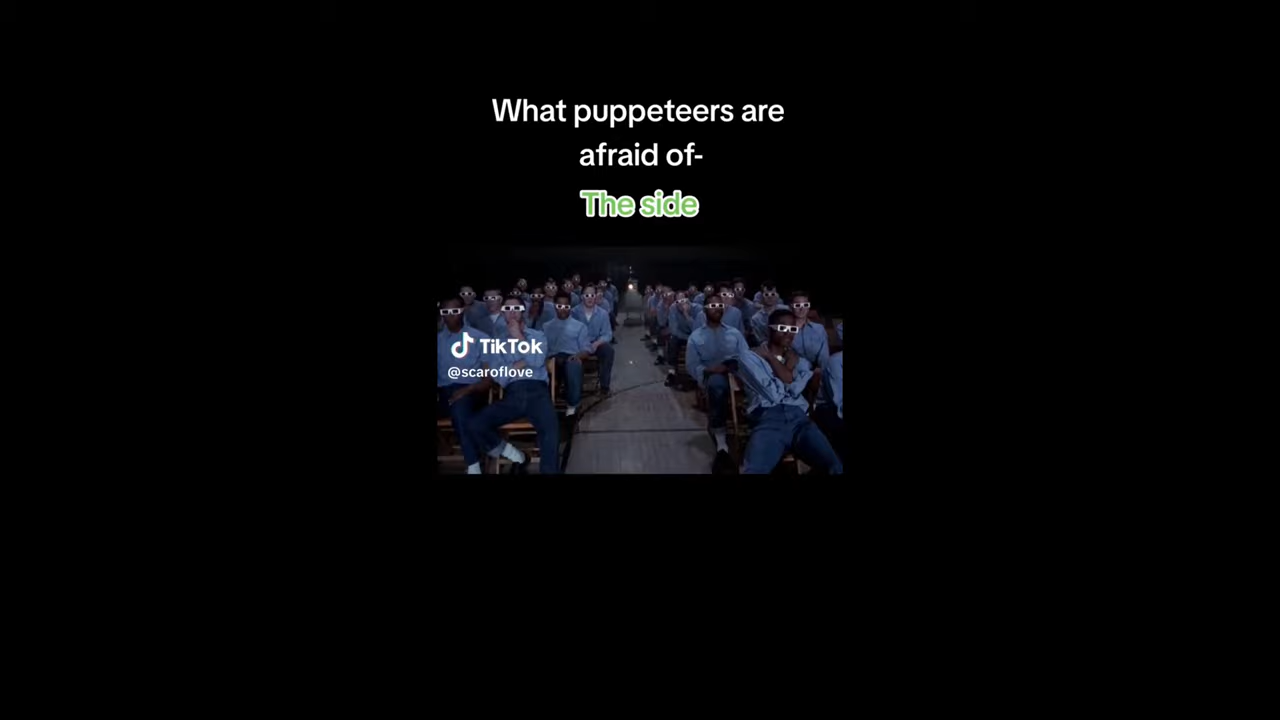 What puppeteers are
afraid of-
The side
TikTok
@scaroflove